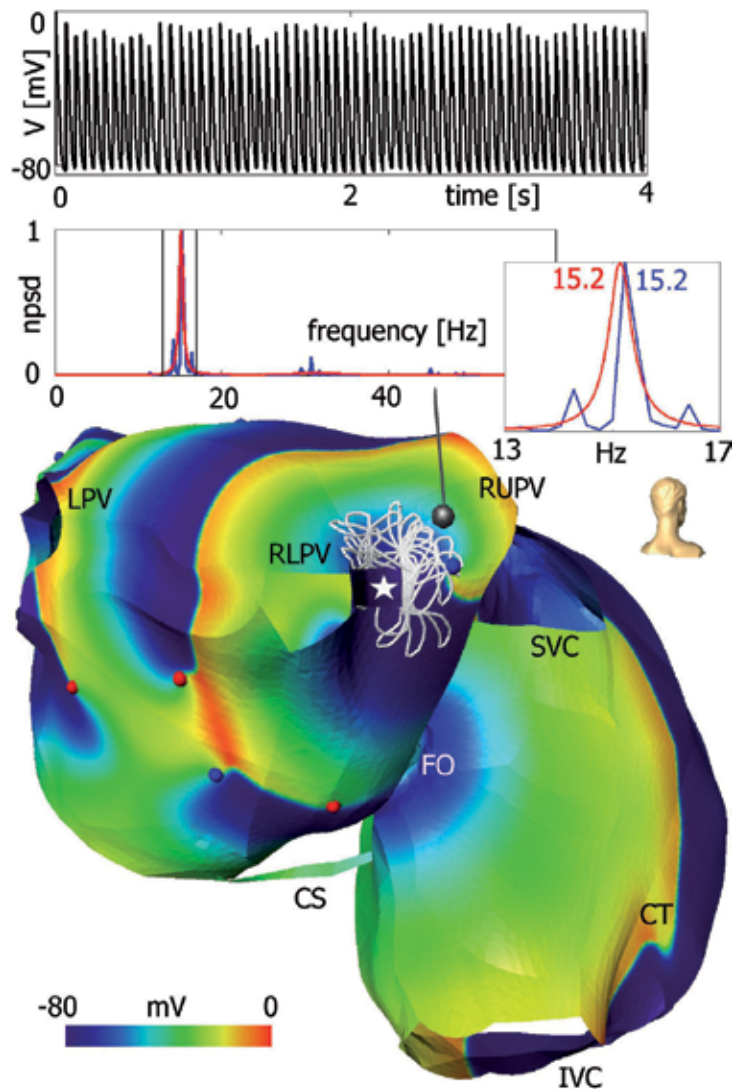 0
V [mV]
-80
0 2 4
time [s]
1
npsd
0
frequency [Hz]
0 20 40
15.2 15.2
13 Hz 17
LPV
RUPV
RLPV
SVC
FO
CS
CT
-80 mV 0
IVC